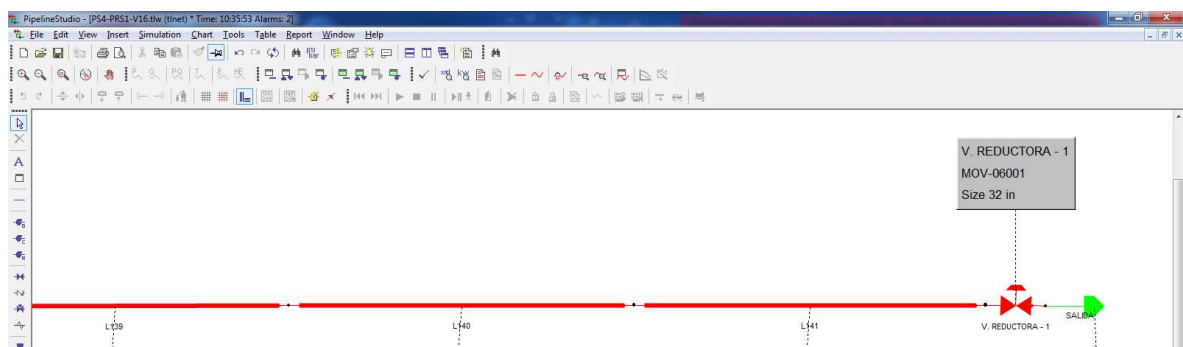 PipelineStudio - [PS4-PRS1-V16.tlw (tlnet) * Time: 10:35:53 Alarms: 2]
File Edit View Insert Simulation Chart Tools Table Report Window Help
V. REDUCTORA - 1
MOV-06001
Size 32 in
L139
L140
L141
V. REDUCTORA - 1
SALIDA